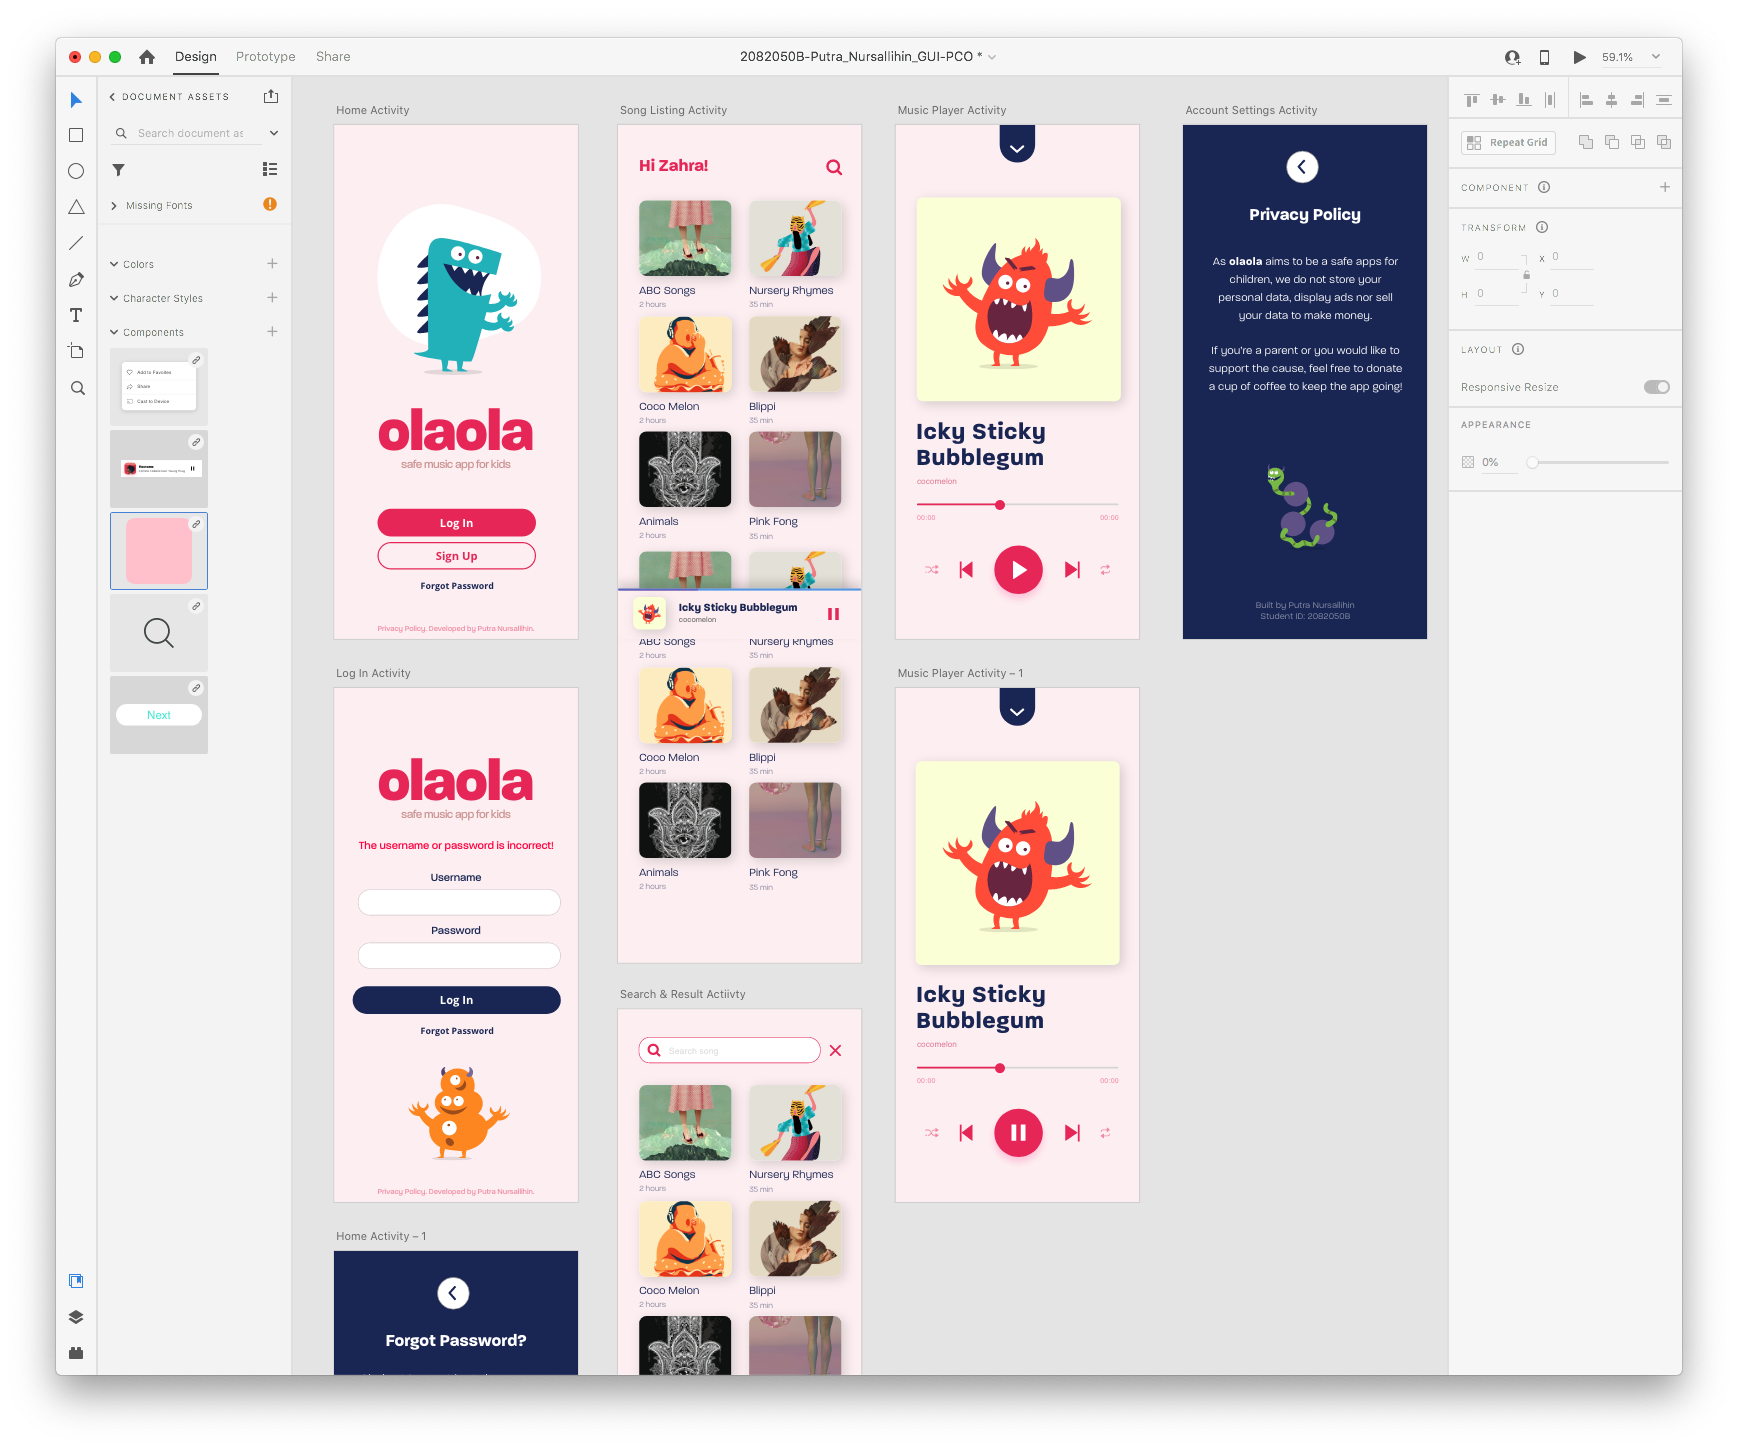 Design
Prototype
Share
2082050B-Putra_Nursallihin_GUI-PCO *
59.1%
DOCUMENT ASSETS
Search document as
Missing Fonts
Colors
Character Styles
Components
Add to Favorites
Share
Cast to Device
Next
Home Activity
olaola
safe music app for kids
Log In
Sign Up
Forgot Password
Privacy Policy. Developed by Putra Nursallihin.
Log In Activity
olaola
safe music app for kids
The username or password is incorrect!
Username
Password
Log In
Forgot Password
Privacy Policy. Developed by Putra Nursallihin.
Home Activity – 1
Forgot Password?
Song Listing Activity
Hi Zahra!
ABC Songs
2 hours
Nursery Rhymes
35 min
Coco Melon
2 hours
Blippi
35 min
Animals
2 hours
Pink Fong
35 min
Icky Sticky Bubblegum
cocomelon
ABC Songs
2 hours
Nursery Rhymes
35 min
Coco Melon
2 hours
Blippi
35 min
Animals
2 hours
Pink Fong
35 min
Search & Result Actiivty
Search song
ABC Songs
2 hours
Nursery Rhymes
35 min
Coco Melon
2 hours
Blippi
35 min
Music Player Activity
Icky Sticky
Bubblegum
cocomelon
00:00
00:00
Music Player Activity – 1
Icky Sticky
Bubblegum
cocomelon
00:00
00:00
Account Settings Activity
Privacy Policy
As olaola aims to be a safe apps for
children, we do not store your
personal data, display ads nor sell
your data to make money.
If you're a parent or you would like to
support the cause, feel free to donate
a cup of coffee to keep the app going!
Built by Putra Nursallihin
Student ID: 2082050B
Repeat Grid
COMPONENT
TRANSFORM
W 0 X 0
H 0 Y 0
LAYOUT
Responsive Resize
APPEARANCE
0%